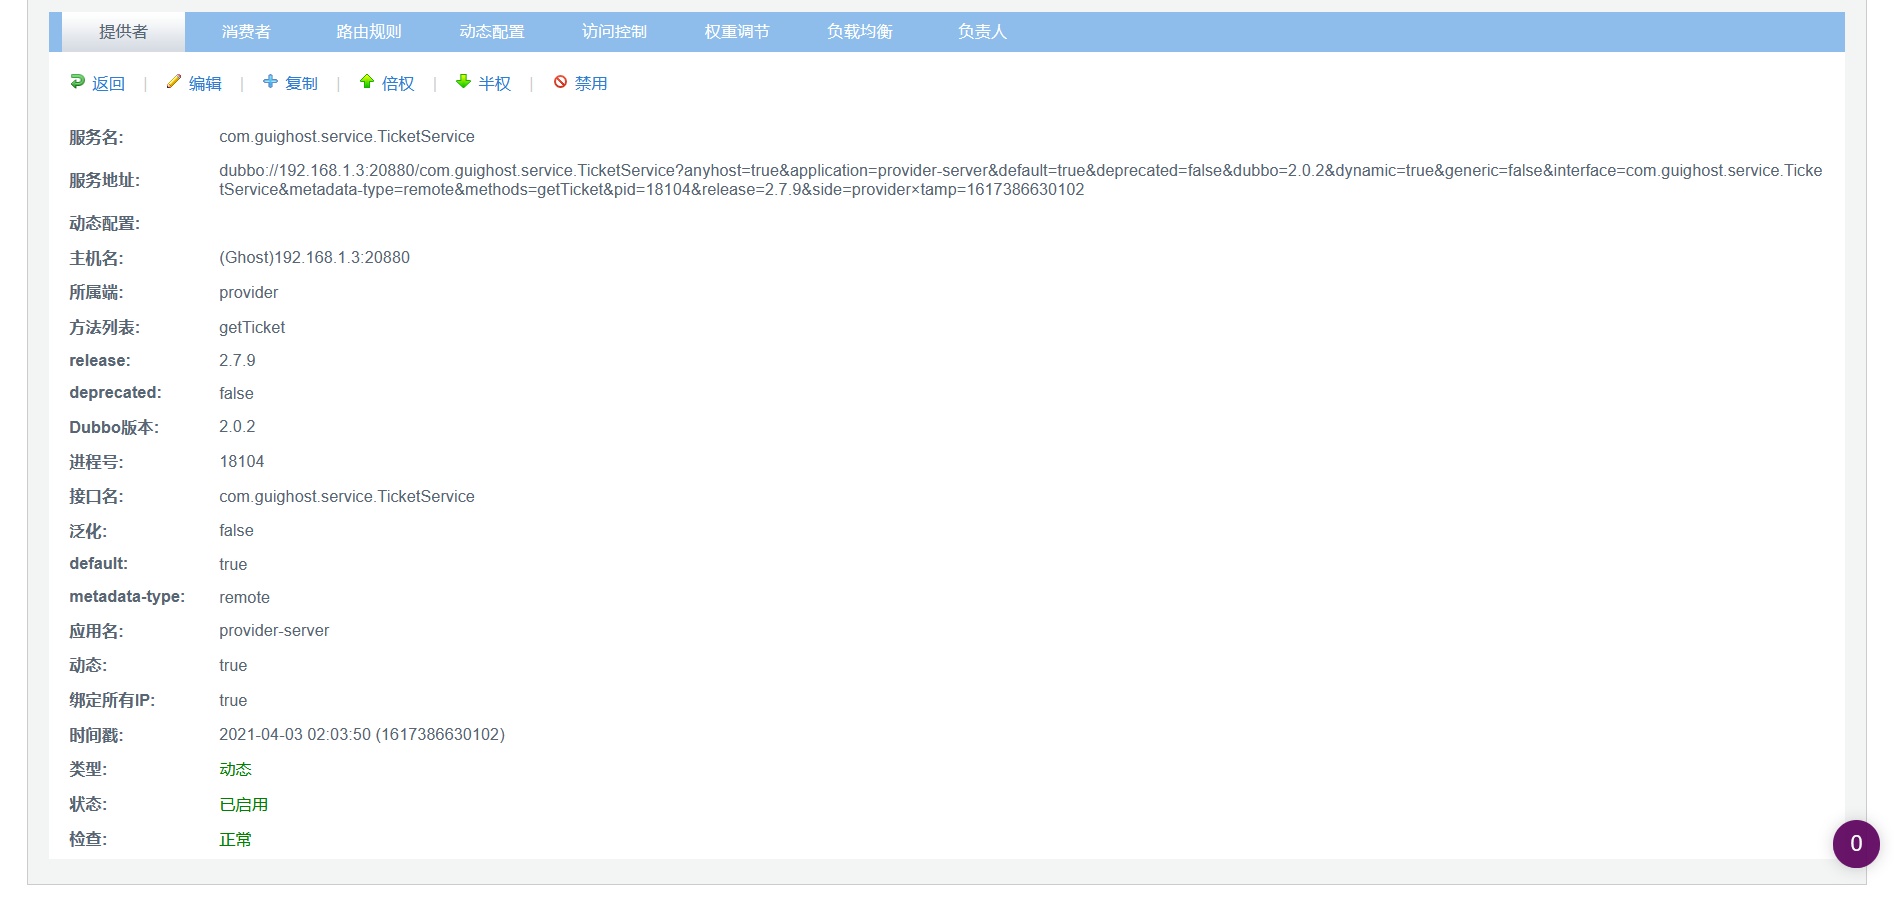 提供者 消费者 路由规则 动态配置 访问控制 权重调节 负载均衡 负责人
返回 | 编辑 | 复制 | 倍权 | 半权 | 禁用
服务名: com.guighost.service.TicketService
服务地址: dubbo://192.168.1.3:20880/com.guighost.service.TicketService?anyhost=true&application=provider-server&default=true&deprecated=false&dubbo=2.0.2&dynamic=true&generic=false&interface=com.guighost.service.Ticke
tService&metadata-type=remote&methods=getTicket&pid=18104&release=2.7.9&side=provider×tamp=1617386630102
动态配置:
主机名: (Ghost)192.168.1.3:20880
所属端: provider
方法列表: getTicket
release: 2.7.9
deprecated: false
Dubbo版本: 2.0.2
进程号: 18104
接口名: com.guighost.service.TicketService
泛化: false
default: true
metadata-type: remote
应用名: provider-server
动态: true
绑定所有IP: true
时间戳: 2021-04-03 02:03:50 (1617386630102)
类型: 动态
状态: 已启用
检查: 正常
0